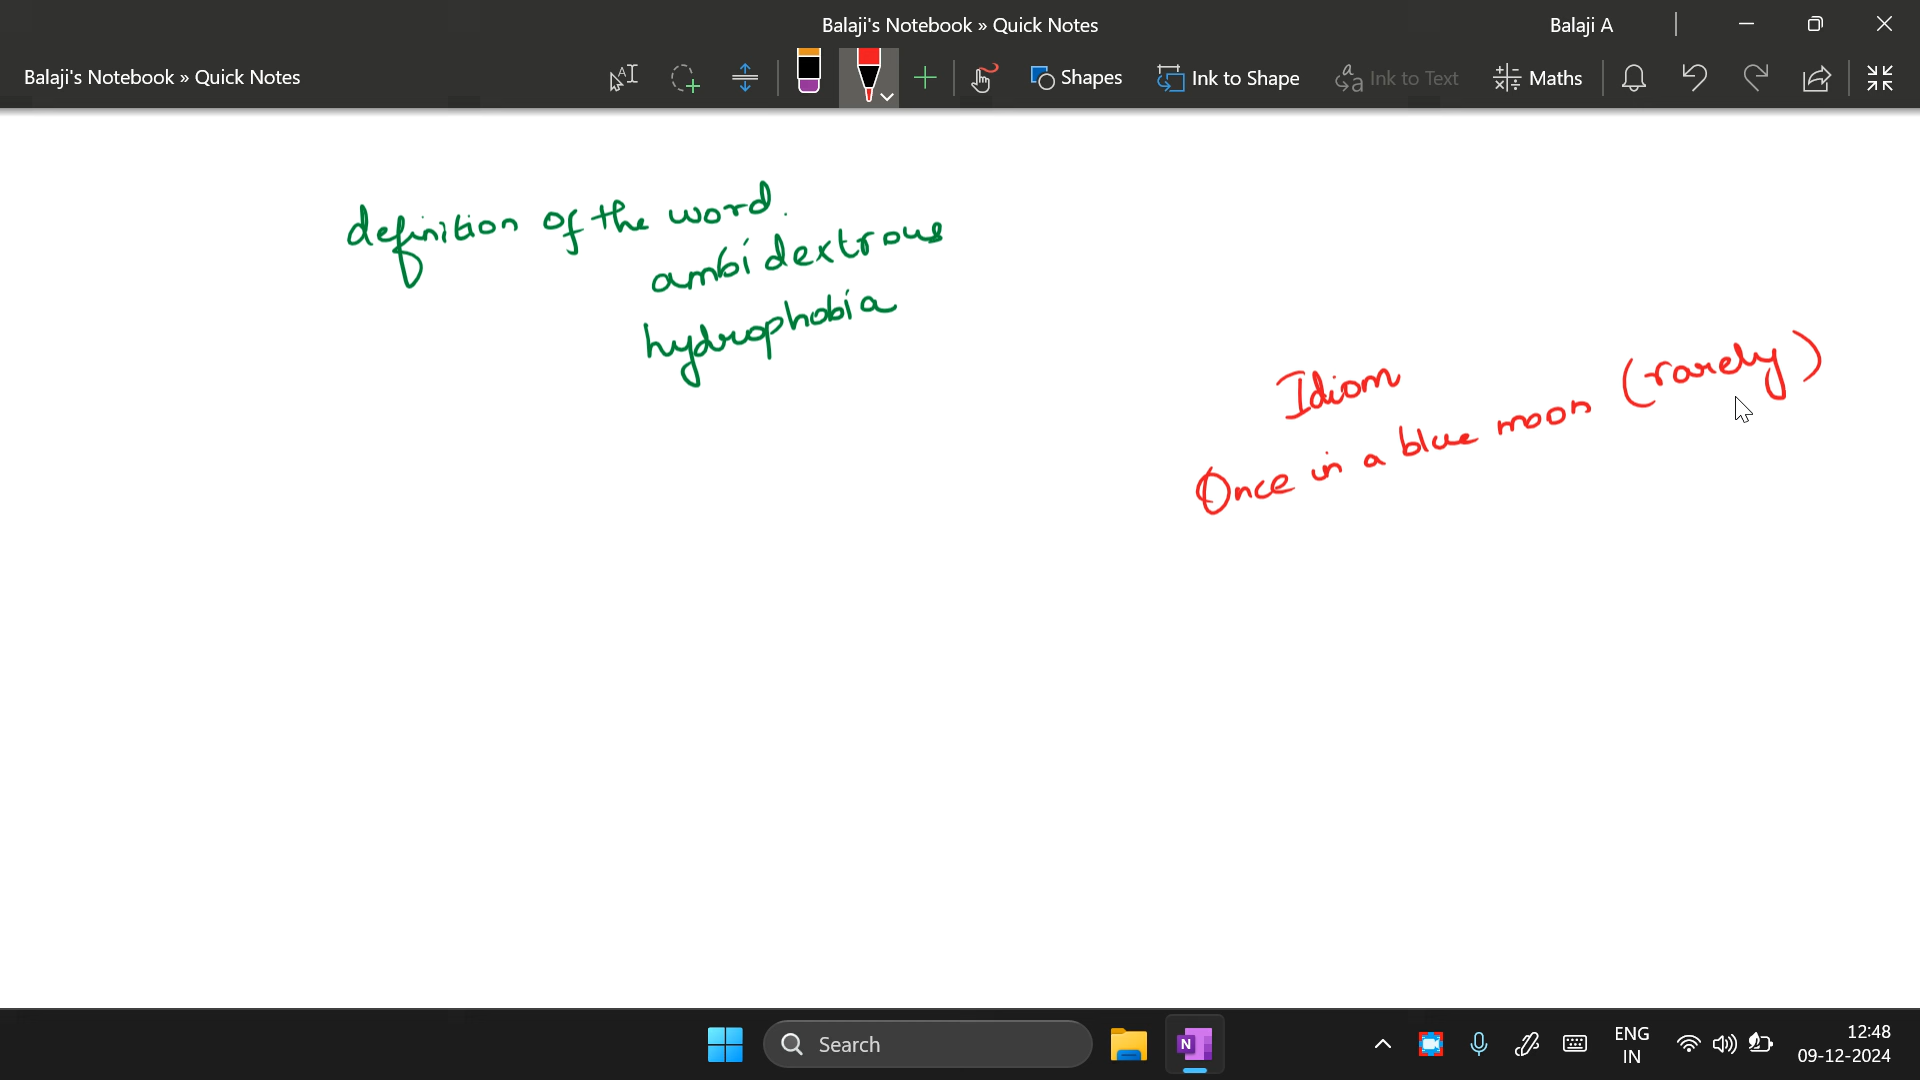 Balaji's Notebook » Quick Notes
Balaji A
Balaji's Notebook » Quick Notes
Shapes
Ink to Shape
Ink to Text
Maths
definition of the word.
ambidextrous
hydrophobia
Idiom
Once in a blue moon (rarely)
Search
ENG
IN
12:48
09-12-2024